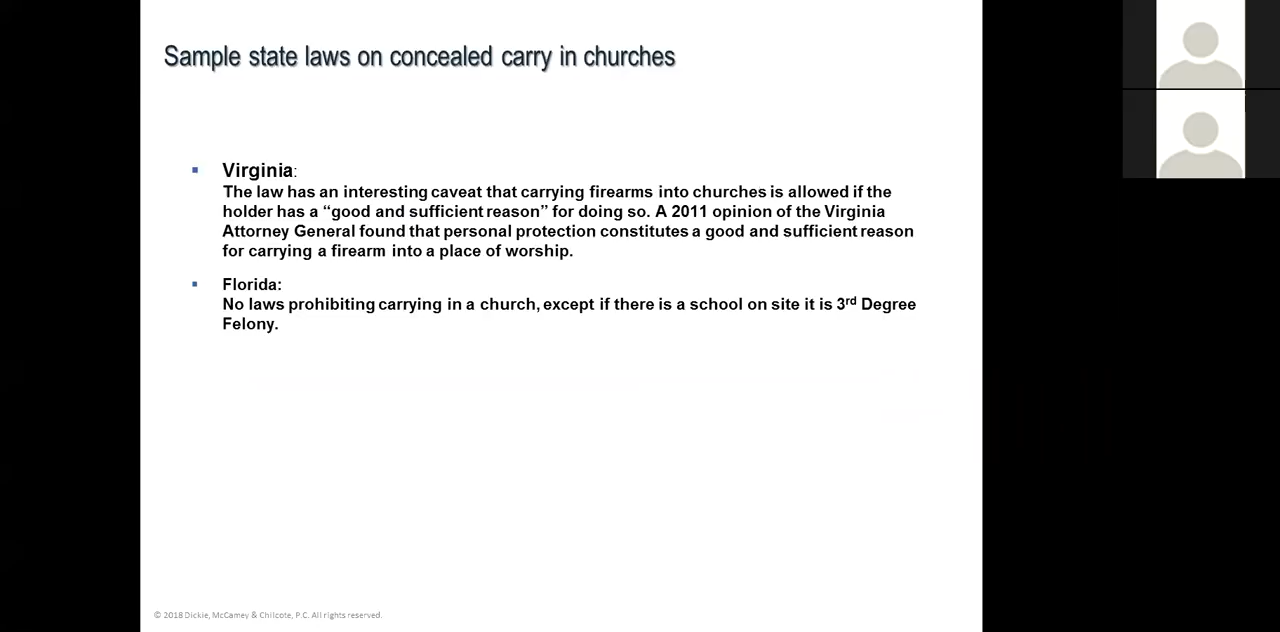 Sample state laws on concealed carry in churches
▪ Virginia:
The law has an interesting caveat that carrying firearms into churches is allowed if the
holder has a “good and sufficient reason” for doing so. A 2011 opinion of the Virginia
Attorney General found that personal protection constitutes a good and sufficient reason
for carrying a firearm into a place of worship.
▪ Florida:
No laws prohibiting carrying in a church, except if there is a school on site it is 3rd Degree
Felony.
© 2018 Dickie, McCamey & Chilcote, P.C. All rights reserved.